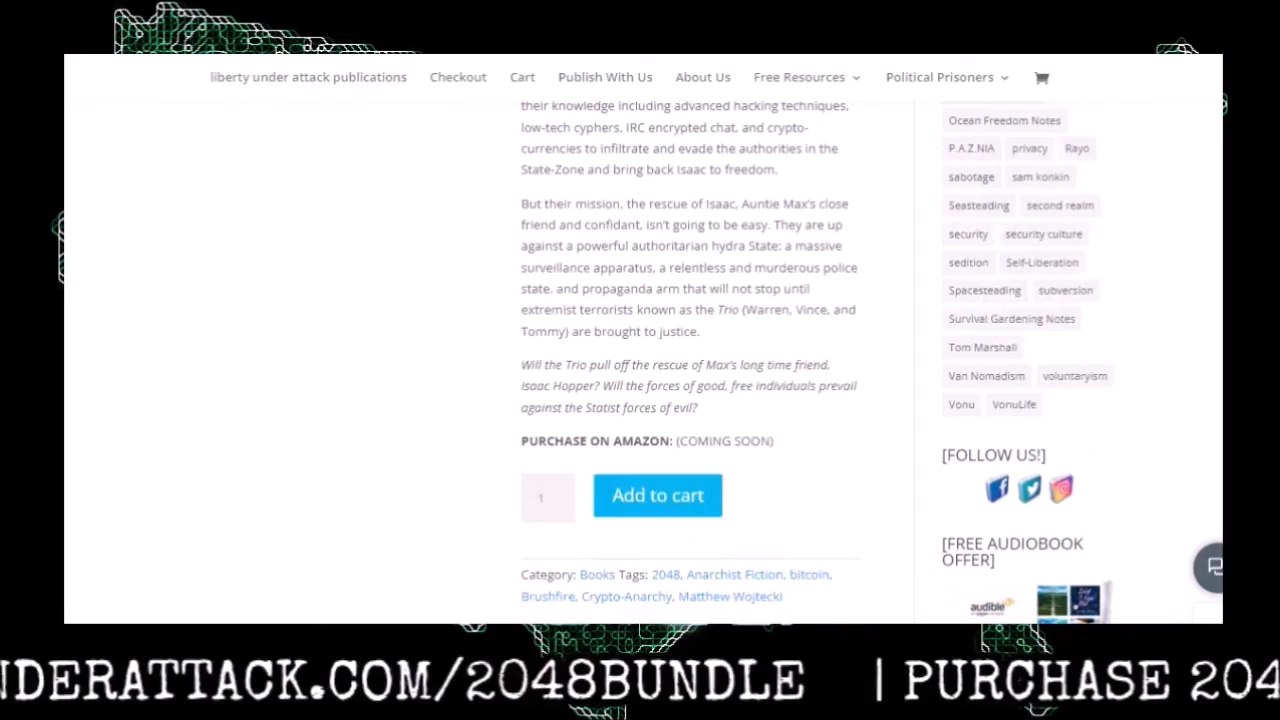 liberty under attack publications Checkout Cart Publish With Us About Us Free Resources Political Prisoners
their knowledge including advanced hacking techniques,
low-tech cyphers, IRC encrypted chat, and crypto-
currencies to infiltrate and evade the authorities in the
State-Zone and bring back Isaac to freedom.
But their mission, the rescue of Isaac, Auntie Max's close
friend and confidant, isn't going to be easy. They are up
against a powerful authoritarian hydra State: a massive
surveillance apparatus, a relentless and murderous police
state, and propaganda arm that will not stop until
extremist terrorists known as the Trio (Warren, Vince, and
Tommy) are brought to justice.
Will the Trio pull off the rescue of Max's long time friend,
Isaac Hopper? Will the forces of good, free individuals prevail
against the Statist forces of evil?
PURCHASE ON AMAZON: (COMING SOON)
1 Add to cart
Category: Books Tags: 2048, Anarchist Fiction, bitcoin,
Brushfire, Crypto-Anarchy, Matthew Wojtecki
Ocean Freedom Notes
P.A.Z.NIA privacy Rayo
sabotage sam konkin
Seasteading second realm
security security culture
sedition Self-Liberation
Spacesteading subversion
Survival Gardening Notes
Tom Marshall
Van Nomadism voluntaryism
Vonu VonuLife
[FOLLOW US!]
[FREE AUDIOBOOK
OFFER]
audible
NDERATTACK.COM/2048BUNDLE | PURCHASE 204